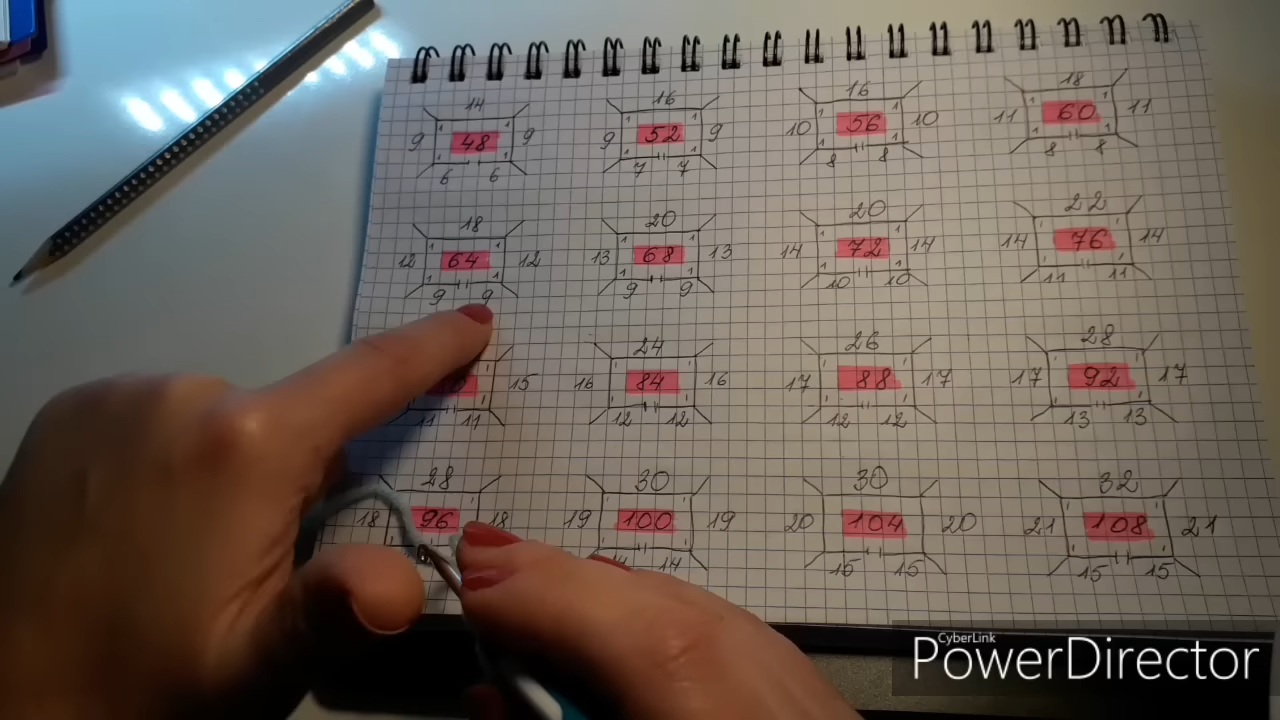 14 16 16 18
9 48 9 9 52 9 10 56 10 11 60 11
6 6 7 7 8 8 8 8
18 20 20 22
12 64 12 13 68 13 14 72 14 14 76 14
9 9 9 9 10 10 11 11
24 26 28
15 16 84 16 17 88 17 17 92 17
11 11 12 12 12 12 13 13
28 30 30 32
18 96 18 19 100 19 20 104 20 21 108 21
14 15 15 15 15
CyberLink
PowerDirector